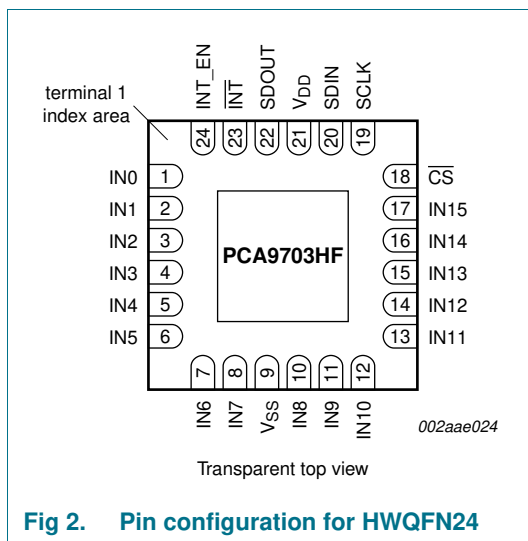 terminal 1
index area
INT_EN
INT
SDOUT
VDD
SDIN
SCLK
24 23 22 21 20 19
IN0 1
IN1 2
IN2 3
IN3 4
IN4 5
IN5 6
PCA9703HF
18 CS
17 IN15
16 IN14
15 IN13
14 IN12
13 IN11
7 8 9 10 11 12
IN6
IN7
VSS
IN8
IN9
IN10
002aae024
Transparent top view
Fig 2. Pin configuration for HWQFN24